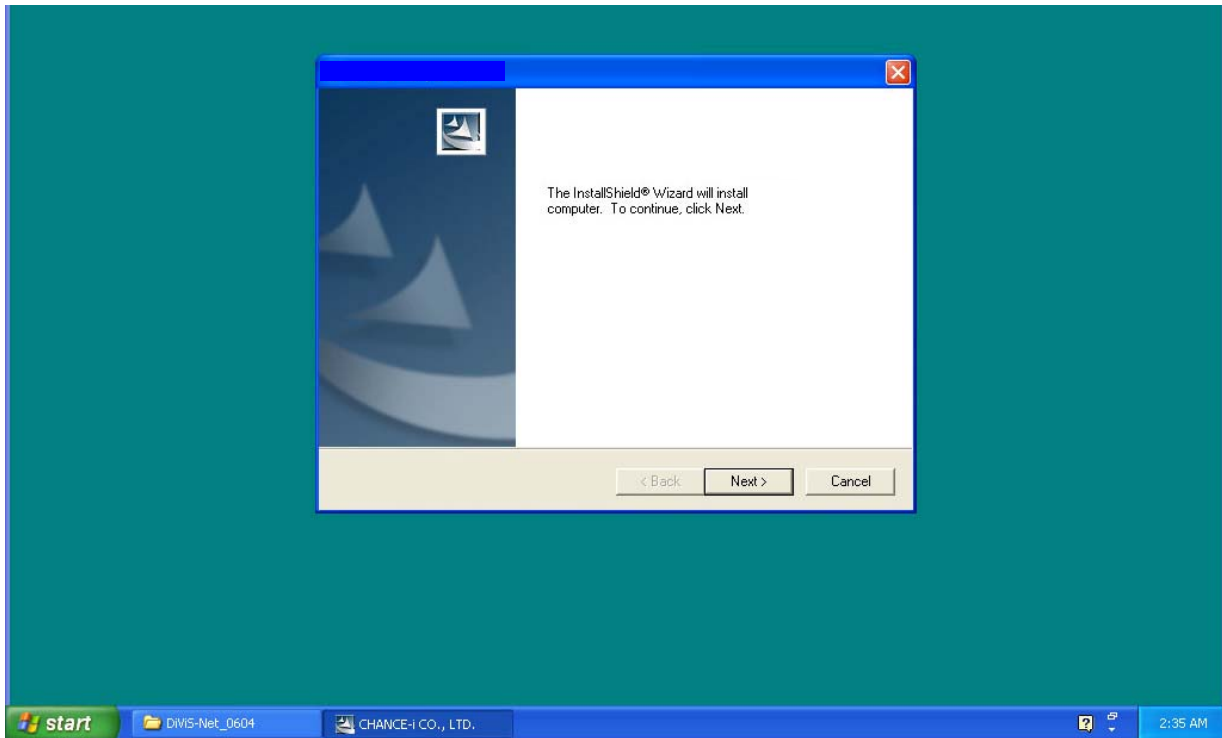 The InstallShield® Wizard will install
computer. To continue, click Next.
< Back
Next >
Cancel
start
DiViS-Net_0604
CHANCE-i CO., LTD.
2:35 AM